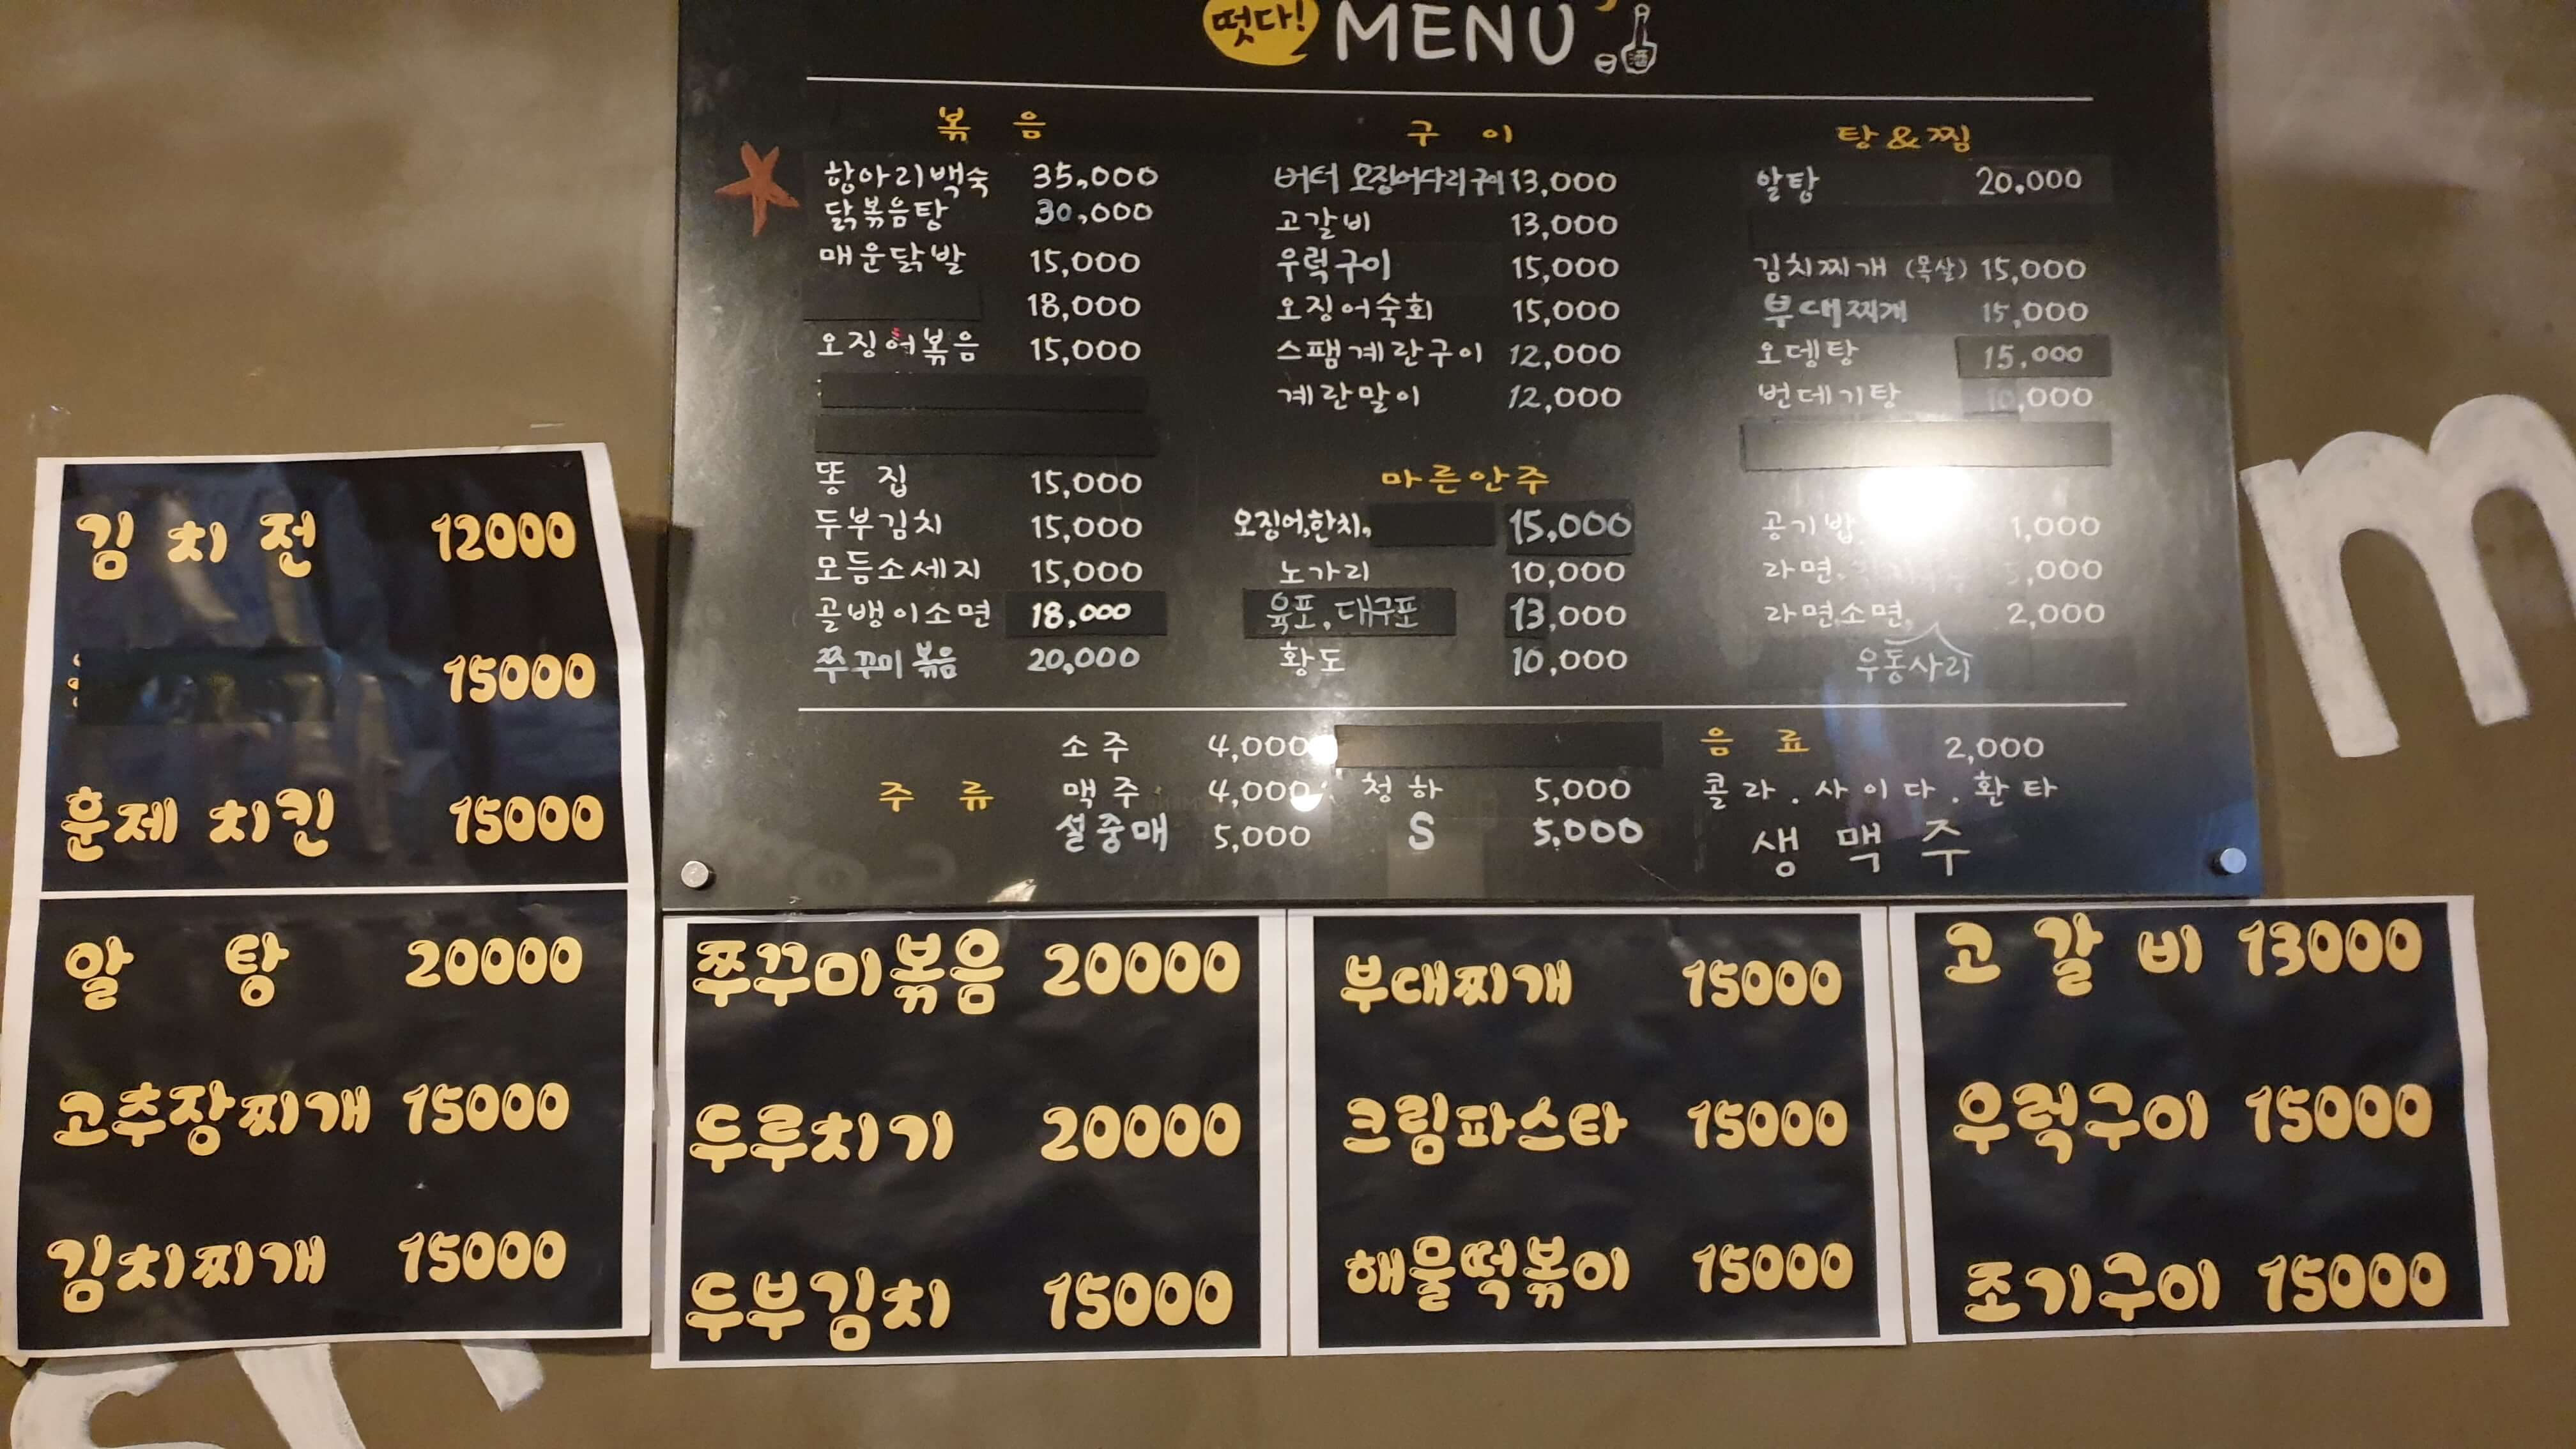 떳다! MENU
볶 음
항아리백숙 35,000
닭볶음탕 30,000
매운닭발 15,000
18,000
오징어볶음 15,000
똥 집 15,000
두부김치 15,000
모듬소세지 15,000
골뱅이소면 18,000
쭈꾸미볶음 20,000
구 이
버터 오징어다리구이 13,000
고갈비 13,000
우럭구이 15,000
오징어숙회 15,000
스팸계란구이 12,000
계란말이 12,000
마른안주
오징어,한치, 15,000
노가리 10,000
육포,대구포 13,000
황도 10,000
탕&찜
알탕 20,000
김치찌개 (목살) 15,000
부대찌개 15,000
오뎅탕 15,000
번데기탕 10,000
공기밥 1,000
라면
라면,소면, 2,000
우동사리
주 류
소주 4,000
맥주 4,000
설중매 5,000
청하 5,000
S 5,000
음 료 2,000
콜라.사이다.환타
생맥주
김치전 12000
15000
훈제 치킨 15000
알 탕 20000
고추장찌개 15000
김치찌개 15000
쭈꾸미볶음 20000
두루치기 20000
두부김치 15000
부대찌개 15000
크림파스타 15000
해물떡볶이 15000
고갈비 13000
우럭구이 15000
조기구이 15000
m